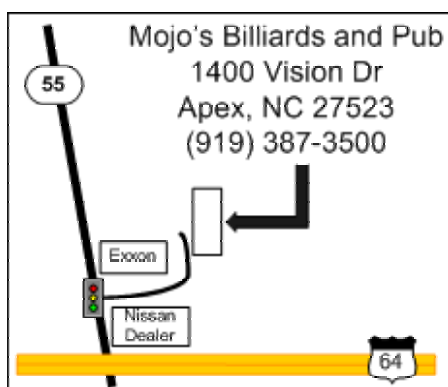 Mojo's Billiards and Pub
1400 Vision Dr
Apex, NC 27523
(919) 387-3500
55
Exxon
Nissan
Dealer
64